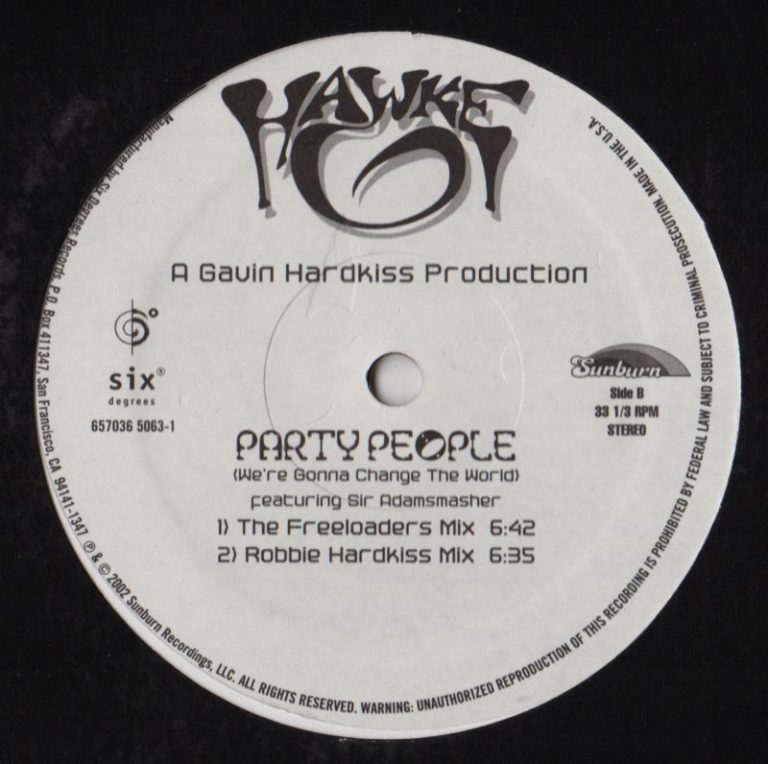 HAWKE
A Gavin Hardkiss Production
six®
degrees
657036 5063-1
Sunburn
Side B
33 1/3 RPM
STEREO
PARTY PEOPLE
(We're Gonna Change The World)
featuring Sir Adamsmasher
1) The Freeloaders Mix 6:42
2) Robbie Hardkiss Mix 6:35
Manufactured by Six Degrees Records, P.O. Box 411347, San Francisco, CA 94141-1347 ℗ & © 2002 Sunburn Recordings, LLC. ALL RIGHTS RESERVED. WARNING: UNAUTHORIZED REPRODUCTION OF THIS RECORDING IS PROHIBITED BY FEDERAL LAW AND SUBJECT TO CRIMINAL PROSECUTION. MADE IN THE U.S.A.